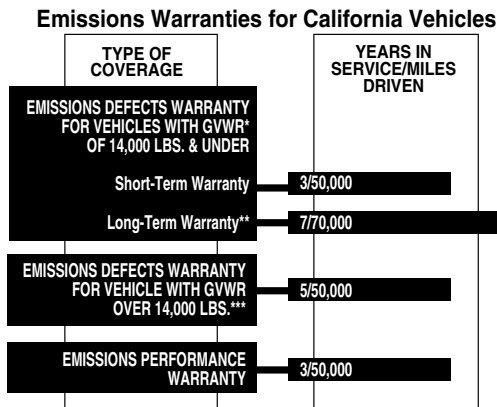 Emissions Warranties for California Vehicles
TYPE OF
COVERAGE
YEARS IN
SERVICE/MILES
DRIVEN
EMISSIONS DEFECTS WARRANTY
FOR VEHICLES WITH GVWR*
OF 14,000 LBS. & UNDER
Short-Term Warranty
3/50,000
Long-Term Warranty**
7/70,000
EMISSIONS DEFECTS WARRANTY
FOR VEHICLE WITH GVWR
OVER 14,000 LBS.***
5/50,000
EMISSIONS PERFORMANCE
WARRANTY
3/50,000